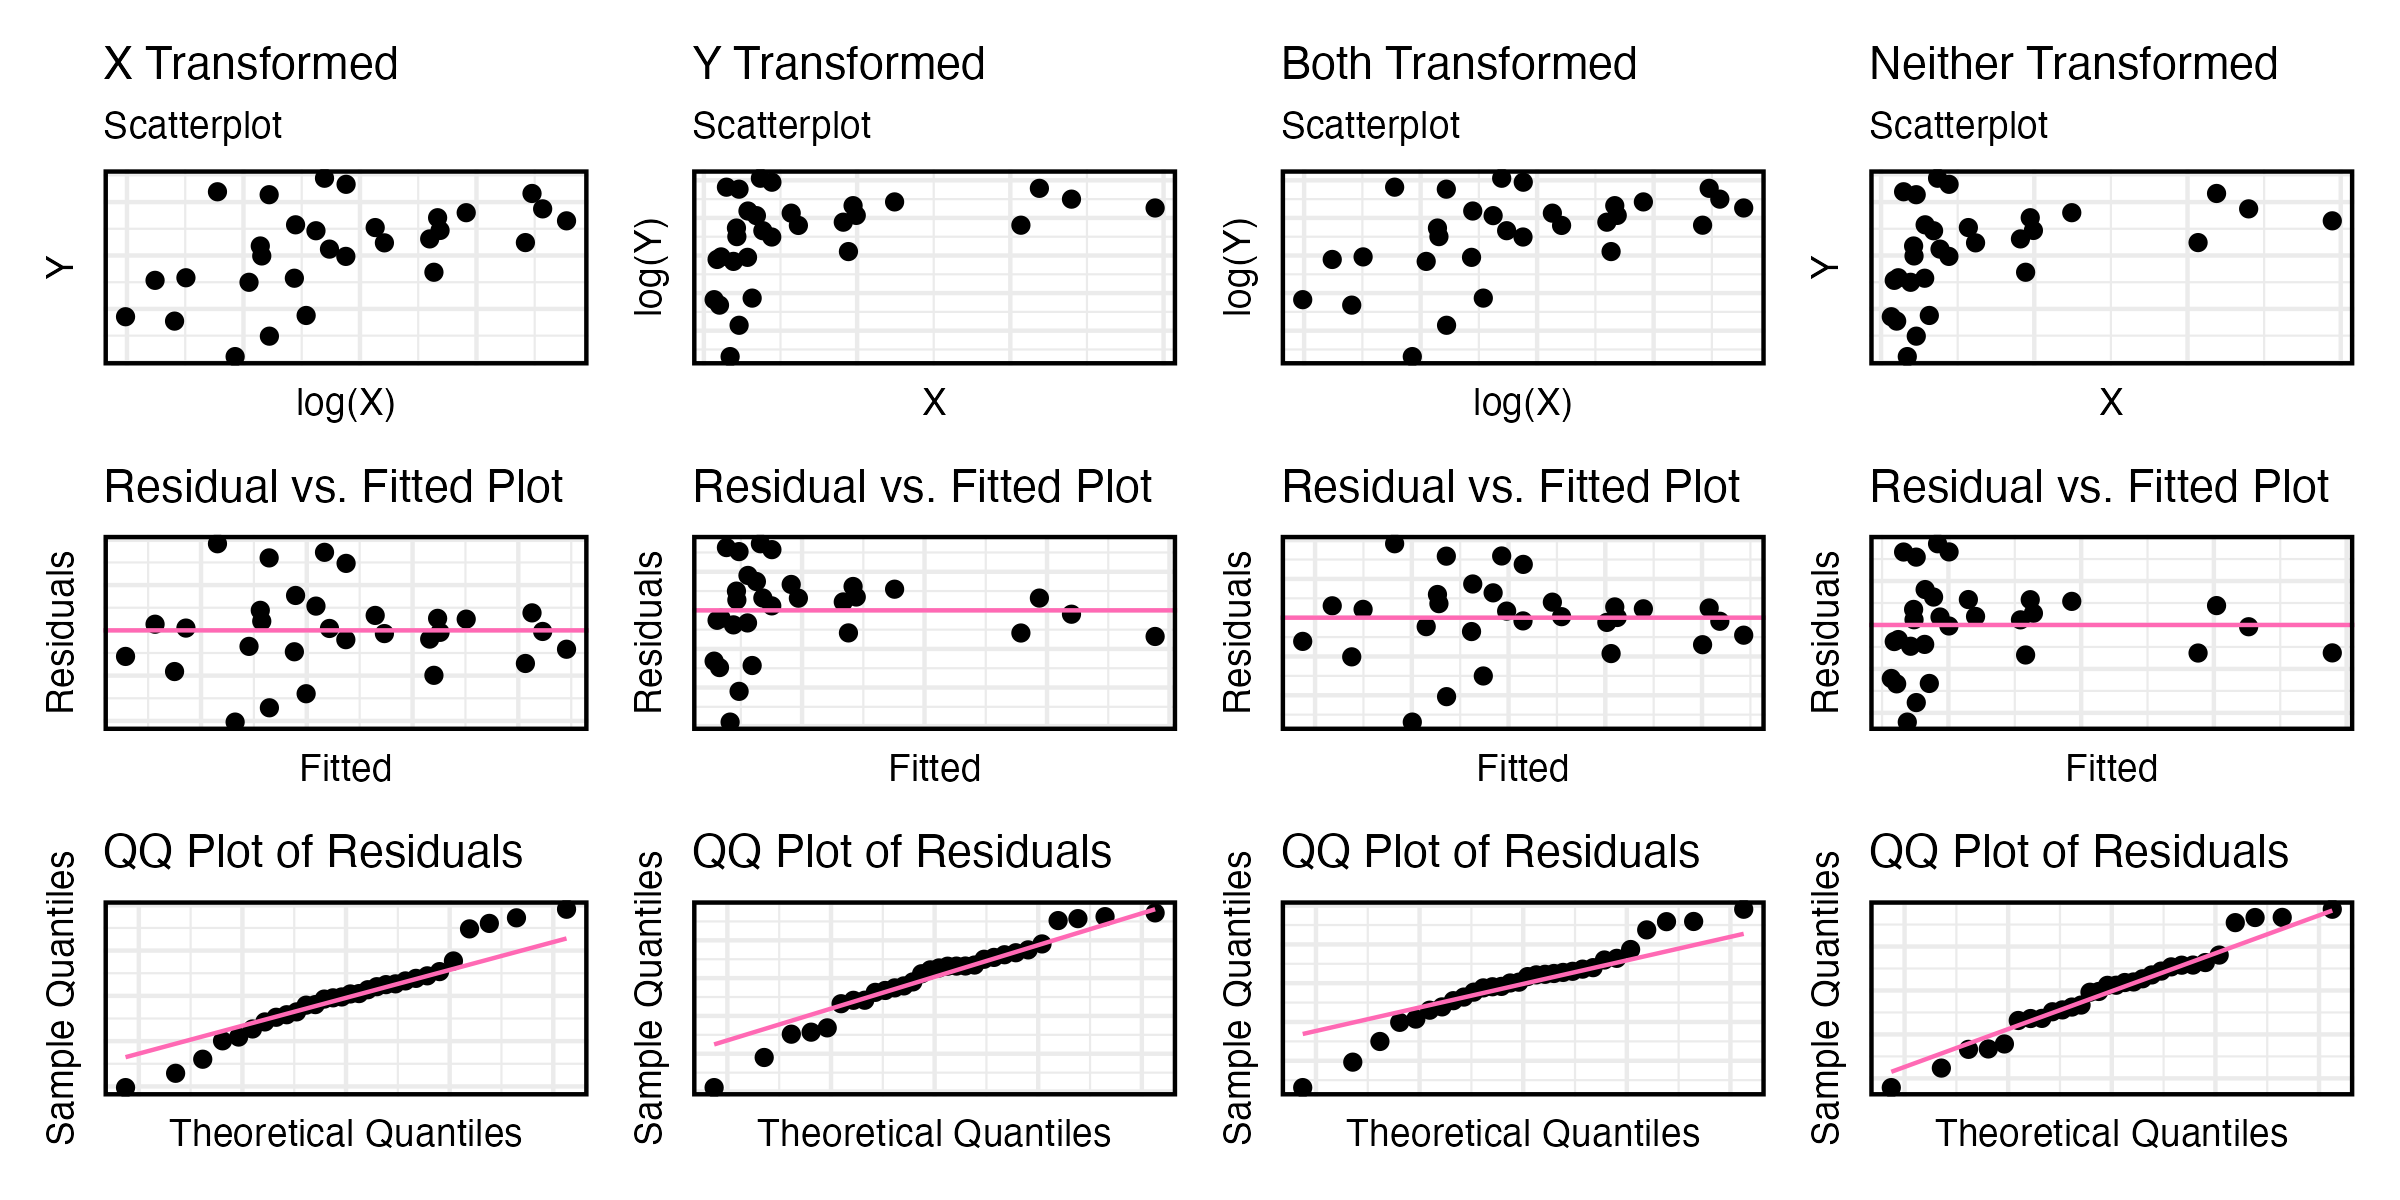 X Transformed
Y Transformed
Both Transformed
Neither Transformed
Scatterplot
Scatterplot
Scatterplot
Scatterplot
Y
log(Y)
log(Y)
Y
log(X)
X
log(X)
X
Residual vs. Fitted Plot
Residual vs. Fitted Plot
Residual vs. Fitted Plot
Residual vs. Fitted Plot
Residuals
Residuals
Residuals
Residuals
Fitted
Fitted
Fitted
Fitted
QQ Plot of Residuals
QQ Plot of Residuals
QQ Plot of Residuals
QQ Plot of Residuals
Sample Quantiles
Sample Quantiles
Sample Quantiles
Sample Quantiles
Theoretical Quantiles
Theoretical Quantiles
Theoretical Quantiles
Theoretical Quantiles